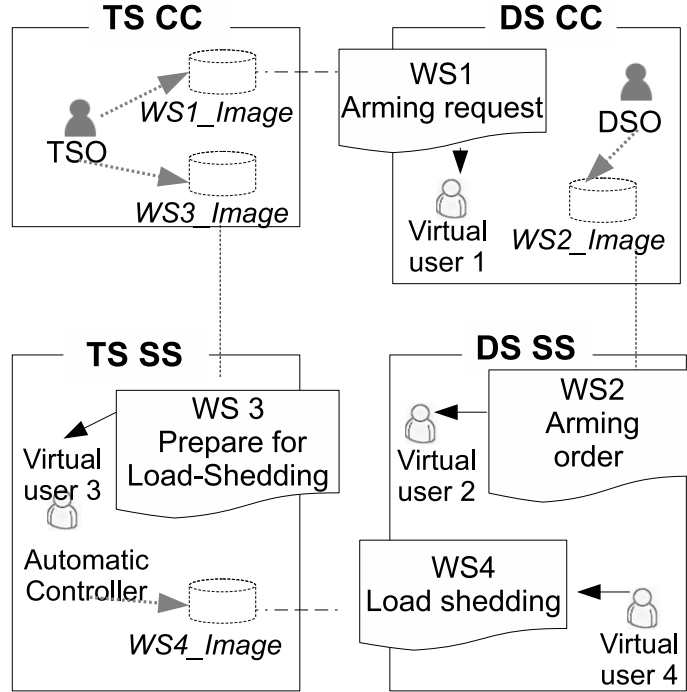 TS CC
WS1_Image
TSO
WS3_Image
DS CC
WS1
Arming request
DSO
Virtual
user 1
WS2_Image
TS SS
WS 3
Prepare for
Load-Shedding
Virtual
user 3
Automatic
Controller
WS4_Image
DS SS
WS2
Arming
order
Virtual
user 2
WS4
Load shedding
Virtual
user 4